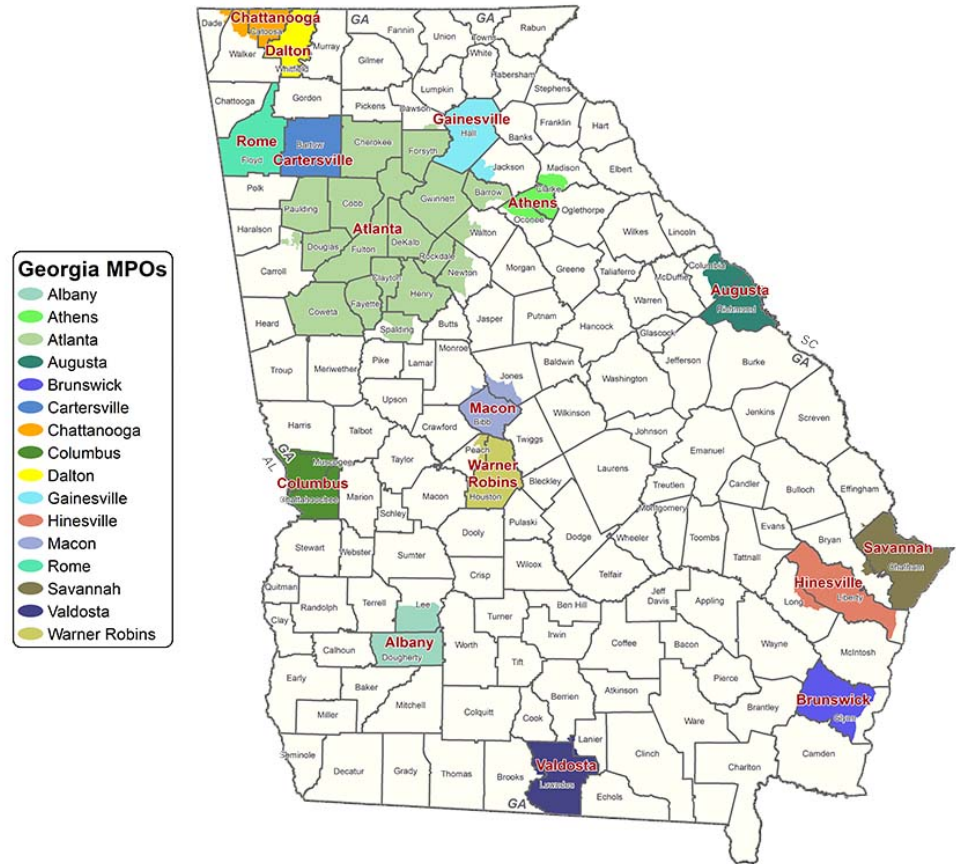 Georgia MPOs
Albany
Athens
Atlanta
Augusta
Brunswick
Cartersville
Chattanooga
Columbus
Dalton
Gainesville
Hinesville
Macon
Rome
Savannah
Valdosta
Warner Robins
Chattanooga
GA
GA
Dade
Catoosa
Fannin
Union
Towns
Rabun
Dalton
Murray
Walker
Whitfield
Gilmer
White
Habersham
Lumpkin
Stephens
Chattooga
Gordon
Pickens
Dawson
Gainesville
Hall
Banks
Franklin
Hart
Rome
Floyd
Bartow
Cartersville
Cherokee
Forsyth
Jackson
Madison
Elbert
Polk
Paulding
Cobb
Gwinnett
Barrow
Clarke
Athens
Oconee
Oglethorpe
Haralson
Atlanta
Douglas
Fulton
DeKalb
Rockdale
Walton
Wilkes
Lincoln
Carroll
Clayton
Newton
Morgan
Greene
Taliaferro
McDuffie
Columbia
Augusta
Richmond
Heard
Coweta
Fayette
Henry
Spalding
Butts
Jasper
Putnam
Hancock
Warren
Glascock
SC
GA
Troup
Meriwether
Pike
Lamar
Monroe
Jones
Baldwin
Washington
Jefferson
Burke
Upson
Macon
Bibb
Wilkinson
Jenkins
Screven
Harris
Talbot
Crawford
Twiggs
Johnson
Emanuel
GA
AL
Muscogee
Columbus
Chattahoochee
Taylor
Peach
Warner
Robins
Houston
Bleckley
Laurens
Treutlen
Candler
Bulloch
Effingham
Marion
Macon
Schley
Montgomery
Stewart
Webster
Sumter
Dooly
Pulaski
Dodge
Wheeler
Toombs
Tattnall
Evans
Bryan
Savannah
Chatham
Quitman
Randolph
Terrell
Lee
Crisp
Wilcox
Telfair
Jeff
Davis
Appling
Long
Hinesville
Liberty
Clay
Calhoun
Albany
Dougherty
Worth
Turner
Ben Hill
Irwin
Coffee
Bacon
Wayne
McIntosh
Early
Baker
Mitchell
Tift
Berrien
Atkinson
Pierce
Brantley
Brunswick
Glynn
Miller
Colquitt
Cook
Lanier
Ware
Seminole
Decatur
Grady
Thomas
Brooks
Valdosta
Lowndes
Clinch
Echols
Charlton
Camden
GA